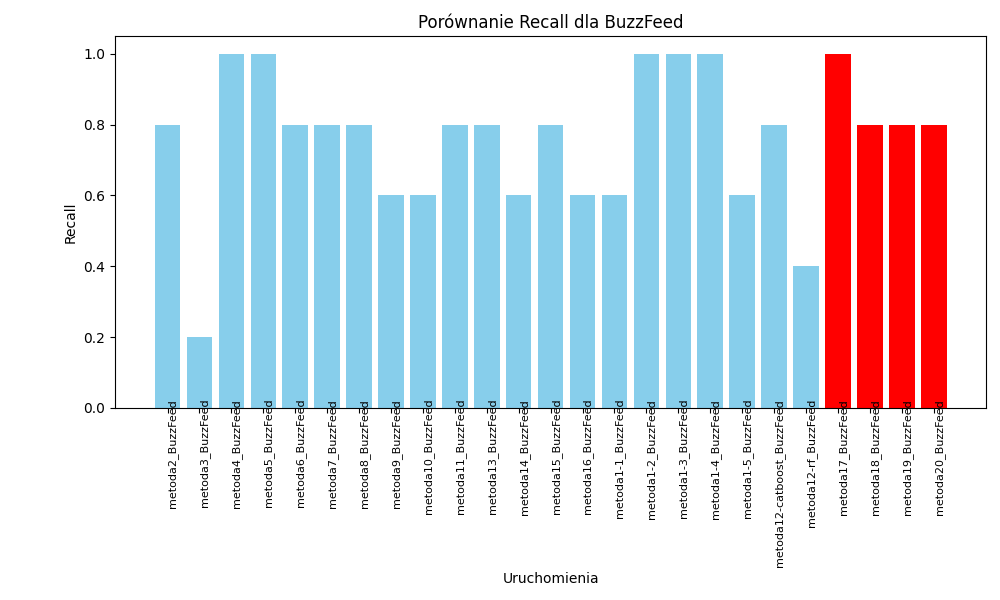 Porównanie Recall dla BuzzFeed
Recall
1.0
0.8
0.6
0.4
0.2
0.0
metoda2_BuzzFeed
metoda3_BuzzFeed
metoda4_BuzzFeed
metoda5_BuzzFeed
metoda6_BuzzFeed
metoda7_BuzzFeed
metoda8_BuzzFeed
metoda9_BuzzFeed
metoda10_BuzzFeed
metoda11_BuzzFeed
metoda13_BuzzFeed
metoda14_BuzzFeed
metoda15_BuzzFeed
metoda16_BuzzFeed
metoda1-1_BuzzFeed
metoda1-2_BuzzFeed
metoda1-3_BuzzFeed
metoda1-4_BuzzFeed
metoda1-5_BuzzFeed
metoda12-catboost_BuzzFeed
metoda12-rf_BuzzFeed
metoda17_BuzzFeed
metoda18_BuzzFeed
metoda19_BuzzFeed
metoda20_BuzzFeed
Uruchomienia